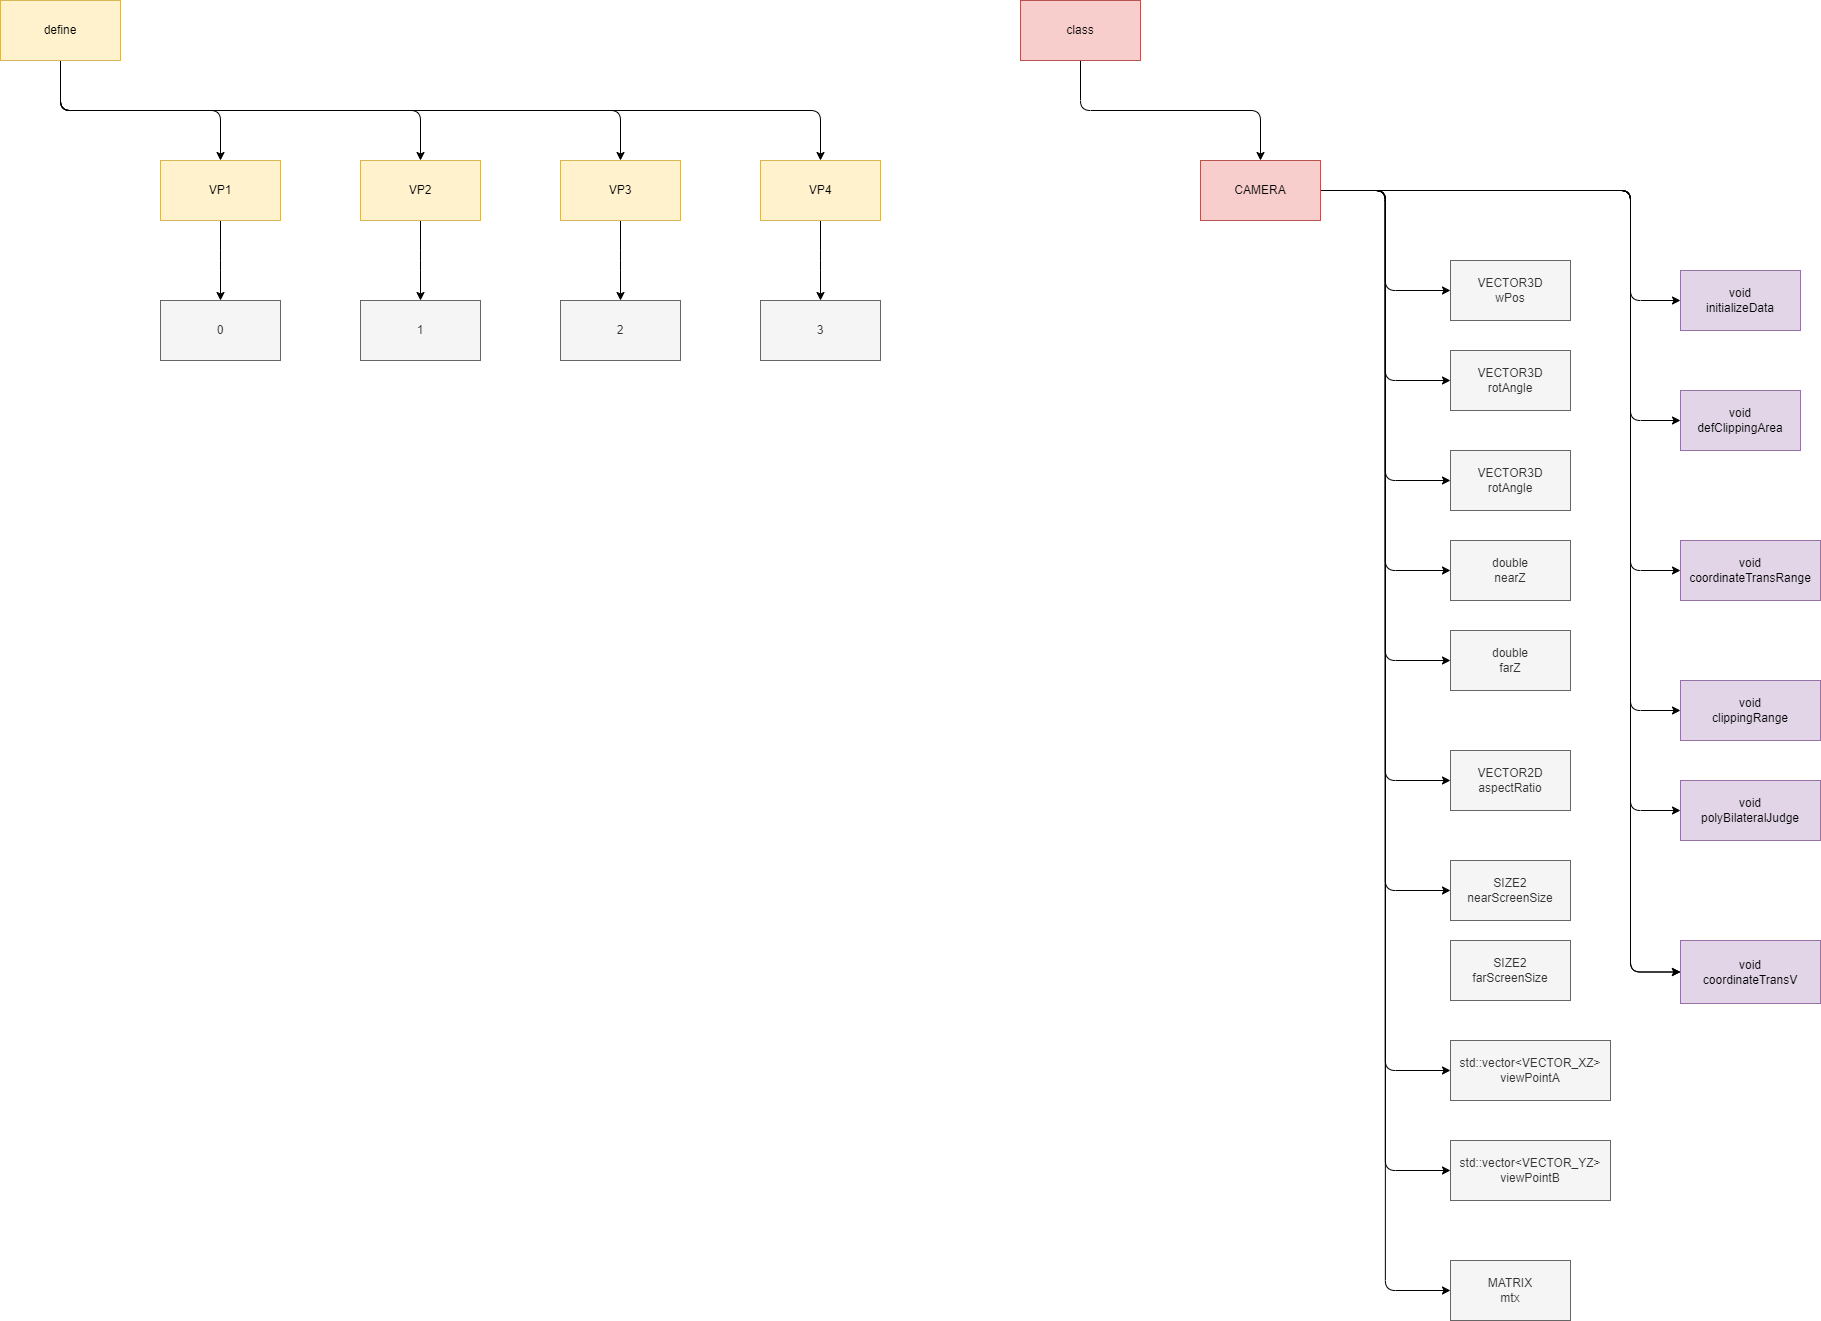 define
class
VP1
VP2
VP3
VP4
CAMERA
0
1
2
3
VECTOR3D
wPos
VECTOR3D
rotAngle
VECTOR3D
rotAngle
double
nearZ
double
farZ
VECTOR2D
aspectRatio
SIZE2
nearScreenSize
SIZE2
farScreenSize
std::vector<VECTOR_XZ>
viewPointA
std::vector<VECTOR_YZ>
viewPointB
MATRIX
mtx
void
initializeData
void
defClippingArea
void
coordinateTransRange
void
clippingRange
void
polyBilateralJudge
void
coordinateTransV